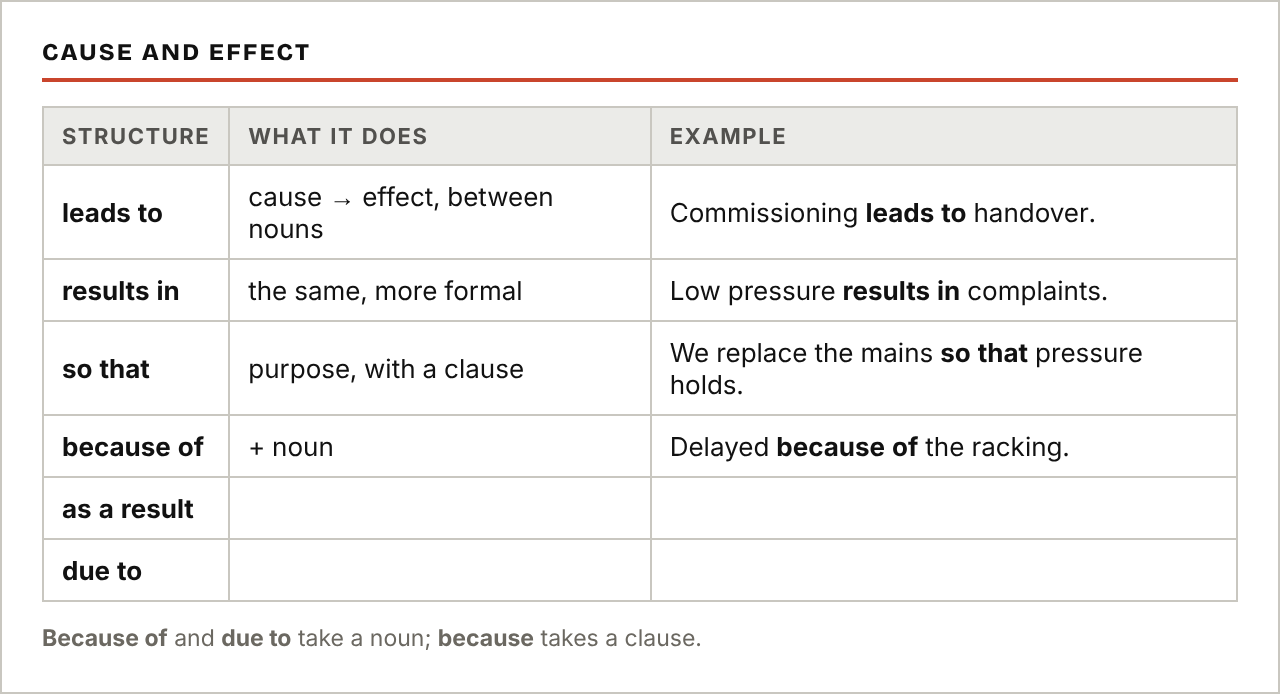 CAUSE AND EFFECT
STRUCTURE WHAT IT DOES EXAMPLE
leads to cause → effect, between nouns Commissioning leads to handover.
results in the same, more formal Low pressure results in complaints.
so that purpose, with a clause We replace the mains so that pressure holds.
because of + noun Delayed because of the racking.
as a result
due to
Because of and due to take a noun; because takes a clause.